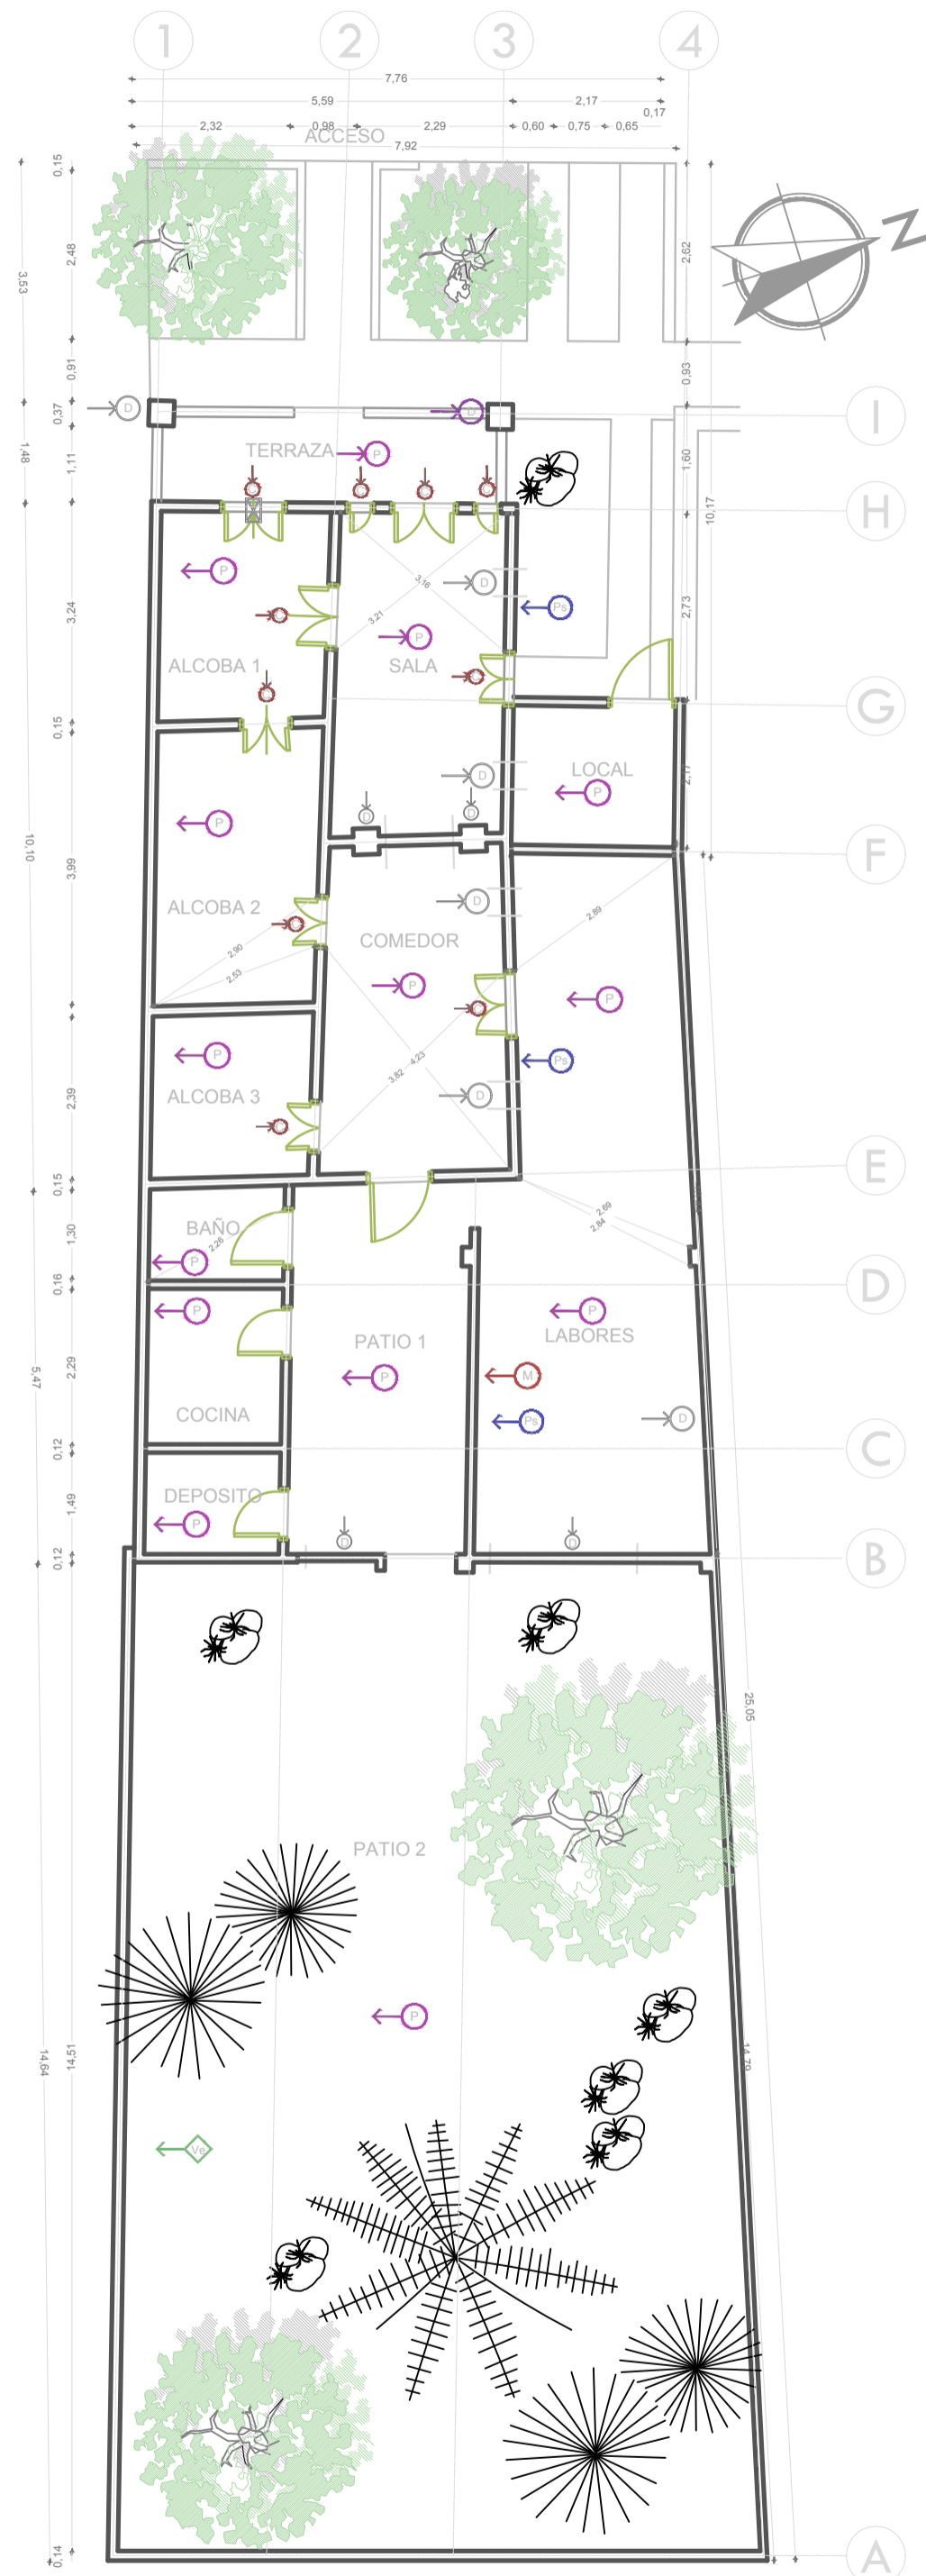 1 2 3 4
7,76
5,59 2,17
0,17
2,32 0,98 2,29 0,60 0,75 0,65
ACCESO
7,92
0,15
2,48
2,62
N
3,53
0,91
0,93
0,37
D
D
I
TERRAZA
P
1,48
1,11
1,60
10,17
H
P
3,16
D
3,24
Ps
2,73
3,21
P
ALCOBA 1
SALA
G
0,15
LOCAL
D
2,17
P
D
D
10,10
P
F
3,99
ALCOBA 2
D
2,89
COMEDOR
2,90
2,53
P
P
P
Ps
3,82
4,23
2,39
ALCOBA 3
D
E
0,15
2,69
2,84
1,30
BAÑO
2,26
P
0,16
D
P
P
PATIO 1
LABORES
5,47
2,29
P
M
Ps
D
COCINA
0,12
C
1,49
DEPOSITO
P
D
D
0,12
B
25,05
PATIO 2
P
14,64
14,51
14,79
Ve
0,14
A